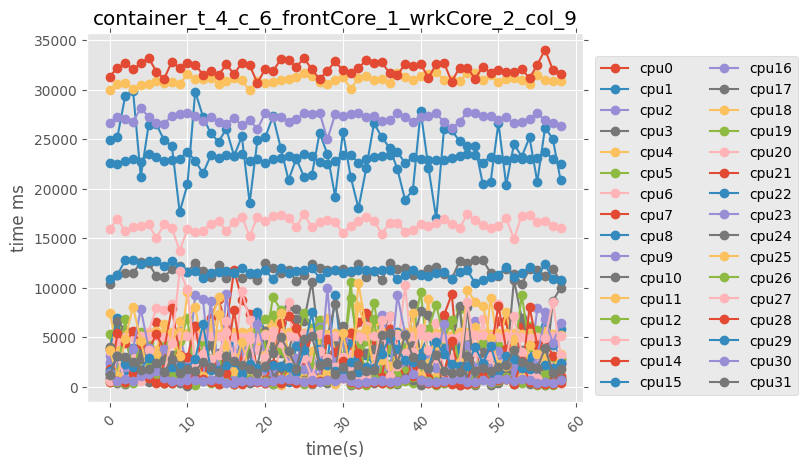 container_t_4_c_6_frontCore_1_wrkCore_2_col_9
time ms
35000
30000
25000
20000
15000
10000
5000
0
0
10
20
30
40
50
60
time(s)
cpu0
cpu1
cpu2
cpu3
cpu4
cpu5
cpu6
cpu7
cpu8
cpu9
cpu10
cpu11
cpu12
cpu13
cpu14
cpu15
cpu16
cpu17
cpu18
cpu19
cpu20
cpu21
cpu22
cpu23
cpu24
cpu25
cpu26
cpu27
cpu28
cpu29
cpu30
cpu31